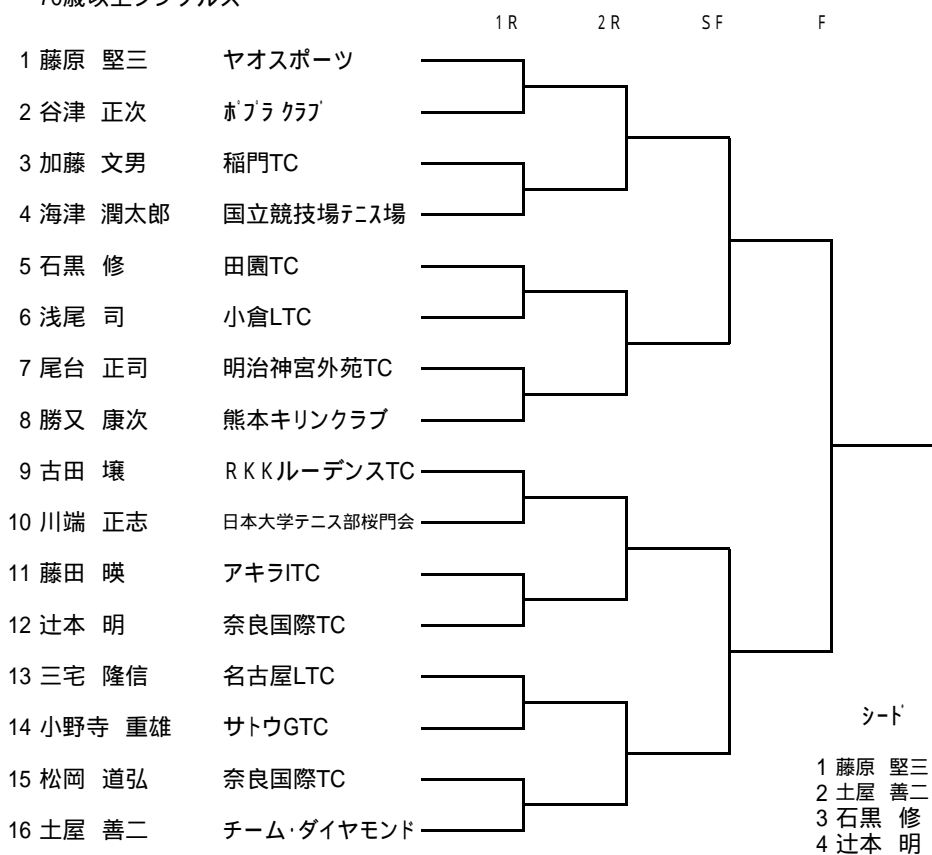 1R 2R SF F
1 藤原 堅三 ヤオスポーツ
2 谷津 正次 ﾎﾟﾌﾟﾗ ｸﾗﾌﾞ
3 加藤 文男 稲門TC
4 海津 潤太郎 国立競技場ﾃﾆｽ場
5 石黒 修 田園TC
6 浅尾 司 小倉LTC
7 尾台 正司 明治神宮外苑TC
8 勝又 康次 熊本キリンクラブ
9 古田 壌 RKKルーデンスTC
10 川端 正志 日本大学テニス部桜門会
11 藤田 暎 アキラITC
12 辻本 明 奈良国際TC
13 三宅 隆信 名古屋LTC
14 小野寺 重雄 サトウGTC
15 松岡 道弘 奈良国際TC
16 土屋 善二 チーム・ダイヤモンド
ｼｰﾄﾞ
1 藤原 堅三
2 土屋 善二
3 石黒 修
4 辻本 明